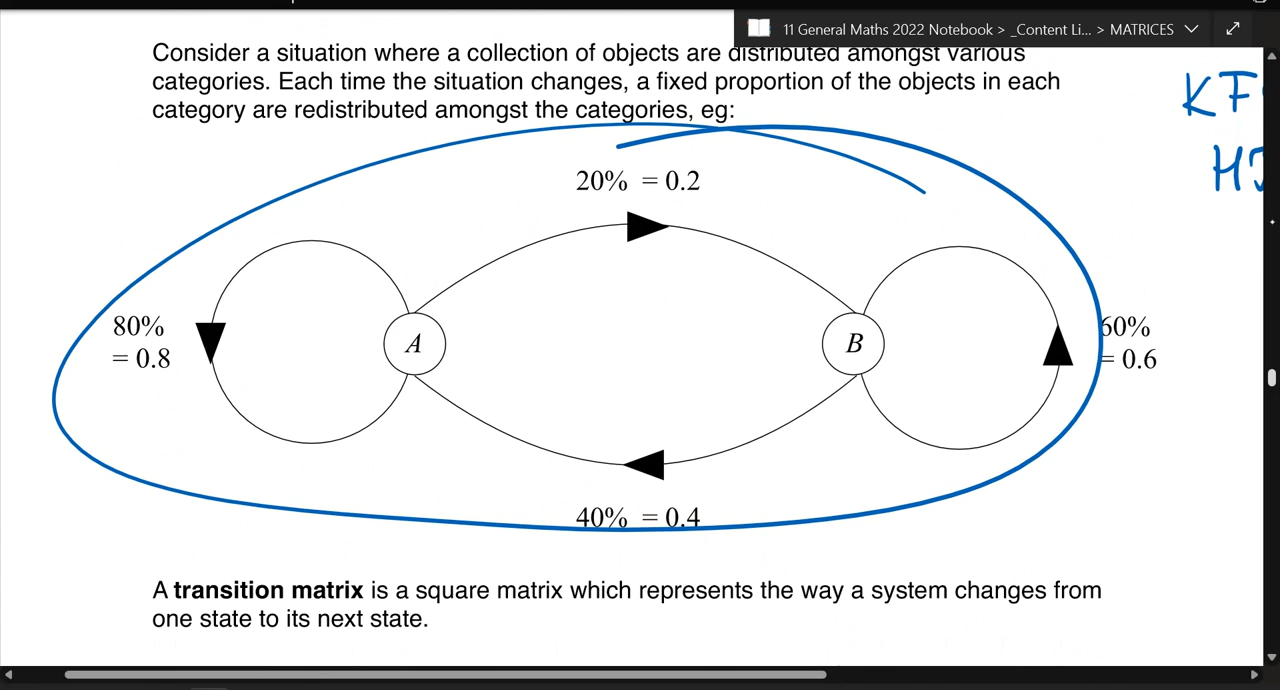 11 General Maths 2022 Notebook > _Content Li... > MATRICES
Consider a situation where a collection of objects are distributed amongst various
categories. Each time the situation changes, a fixed proportion of the objects in each
category are redistributed amongst the categories, eg:
KF
HJ
20% = 0.2
80%
= 0.8
A
B
60%
= 0.6
40% = 0.4
A transition matrix is a square matrix which represents the way a system changes from
one state to its next state.